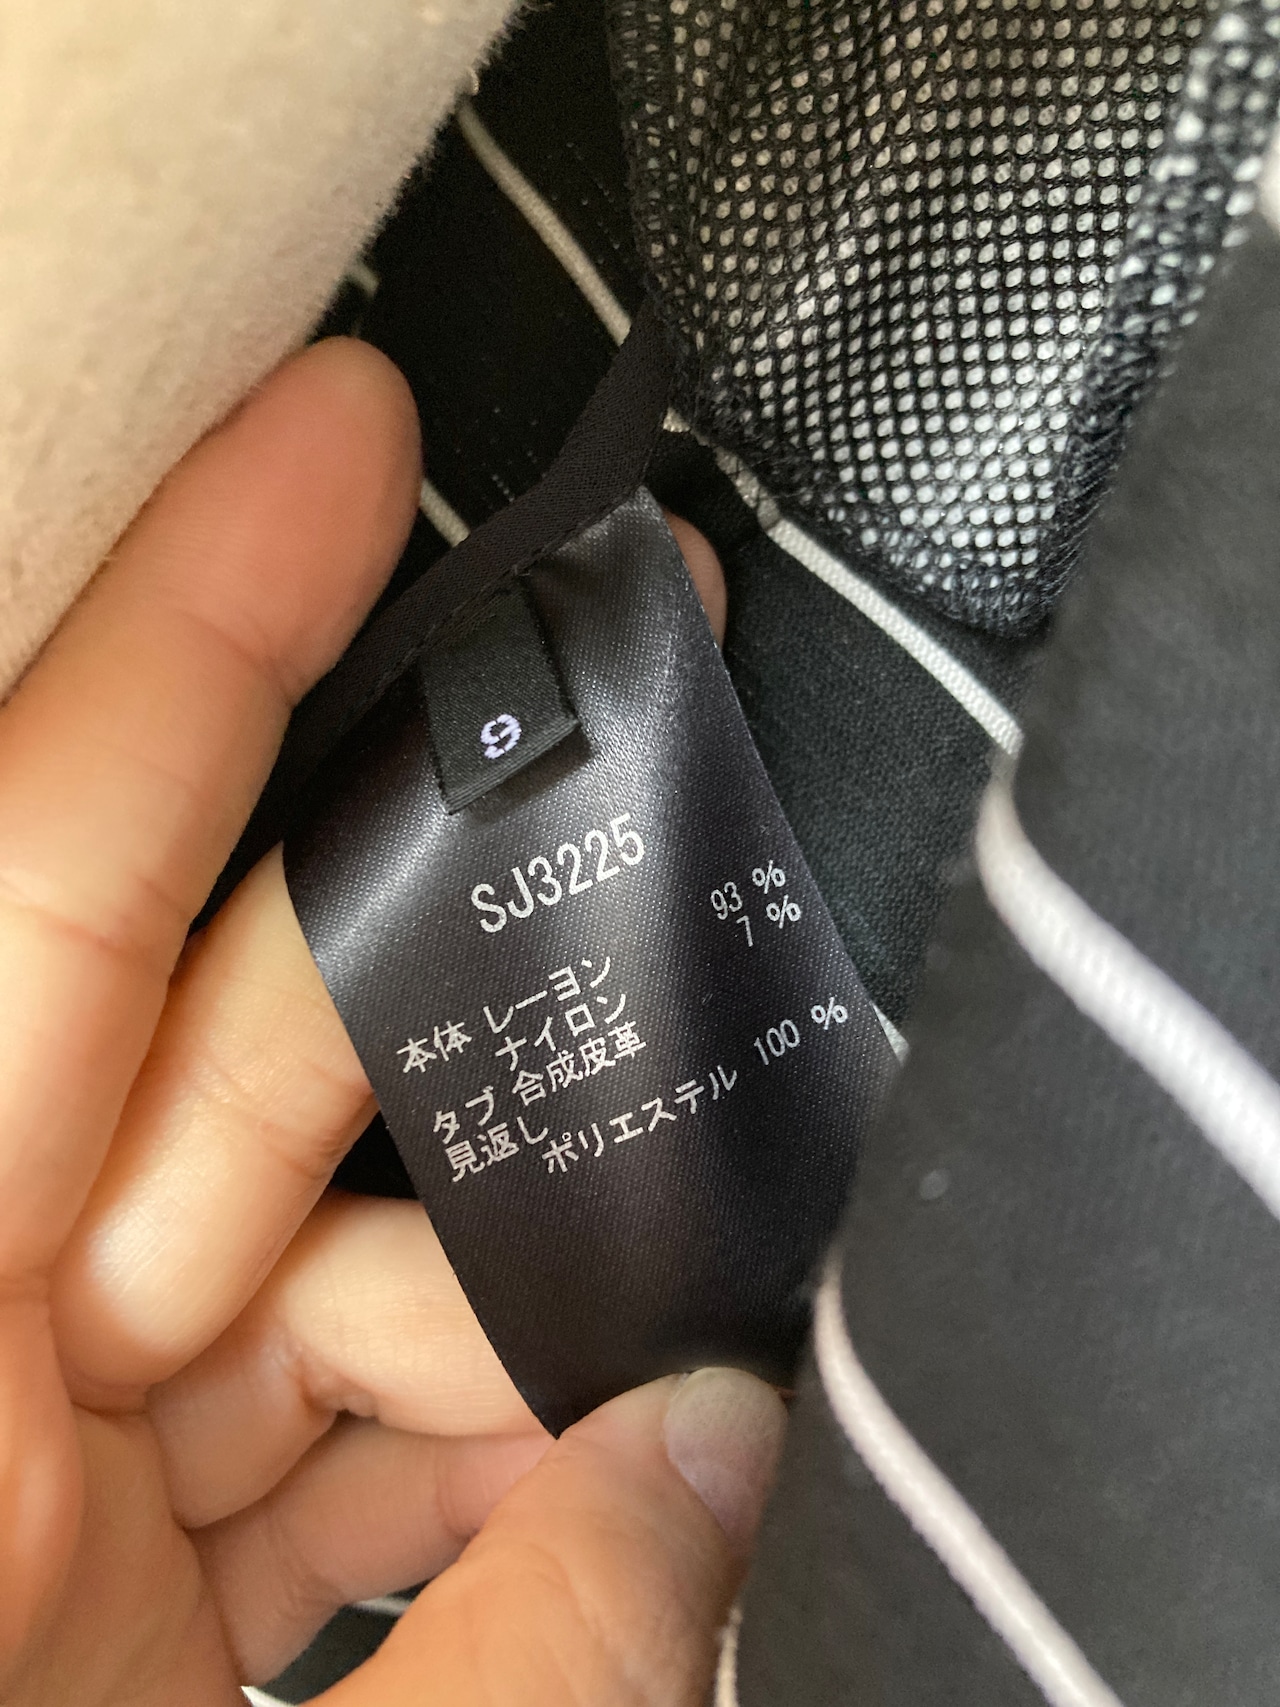 9
SJ3225
本体 レーヨン 93 %
ナイロン 7 %
タブ 合成皮革
見返し
ポリエステル 100 %